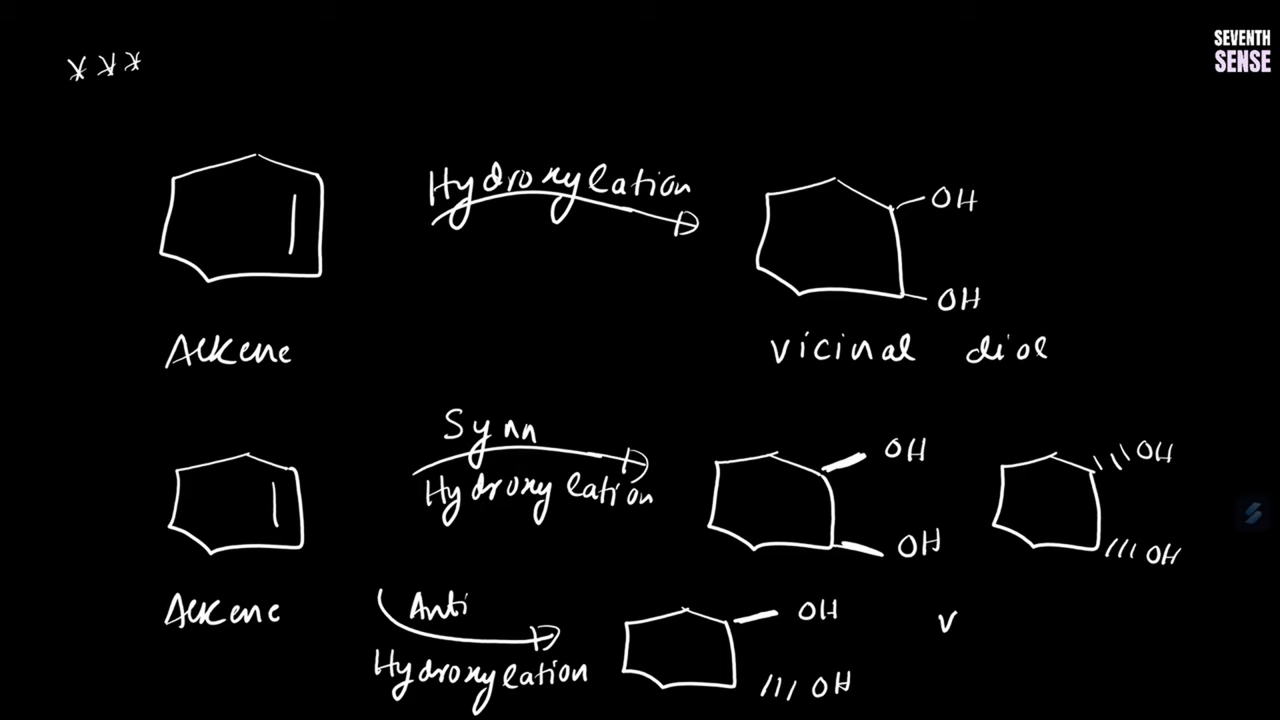 SEVENTH
SENSE
***
Hydroxylation
OH
OH
Alkene
vicinal diol
Synn
Hydroxylation
OH
OH
OH
OH
Alkene
Anti
Hydroxylation
OH
OH
v